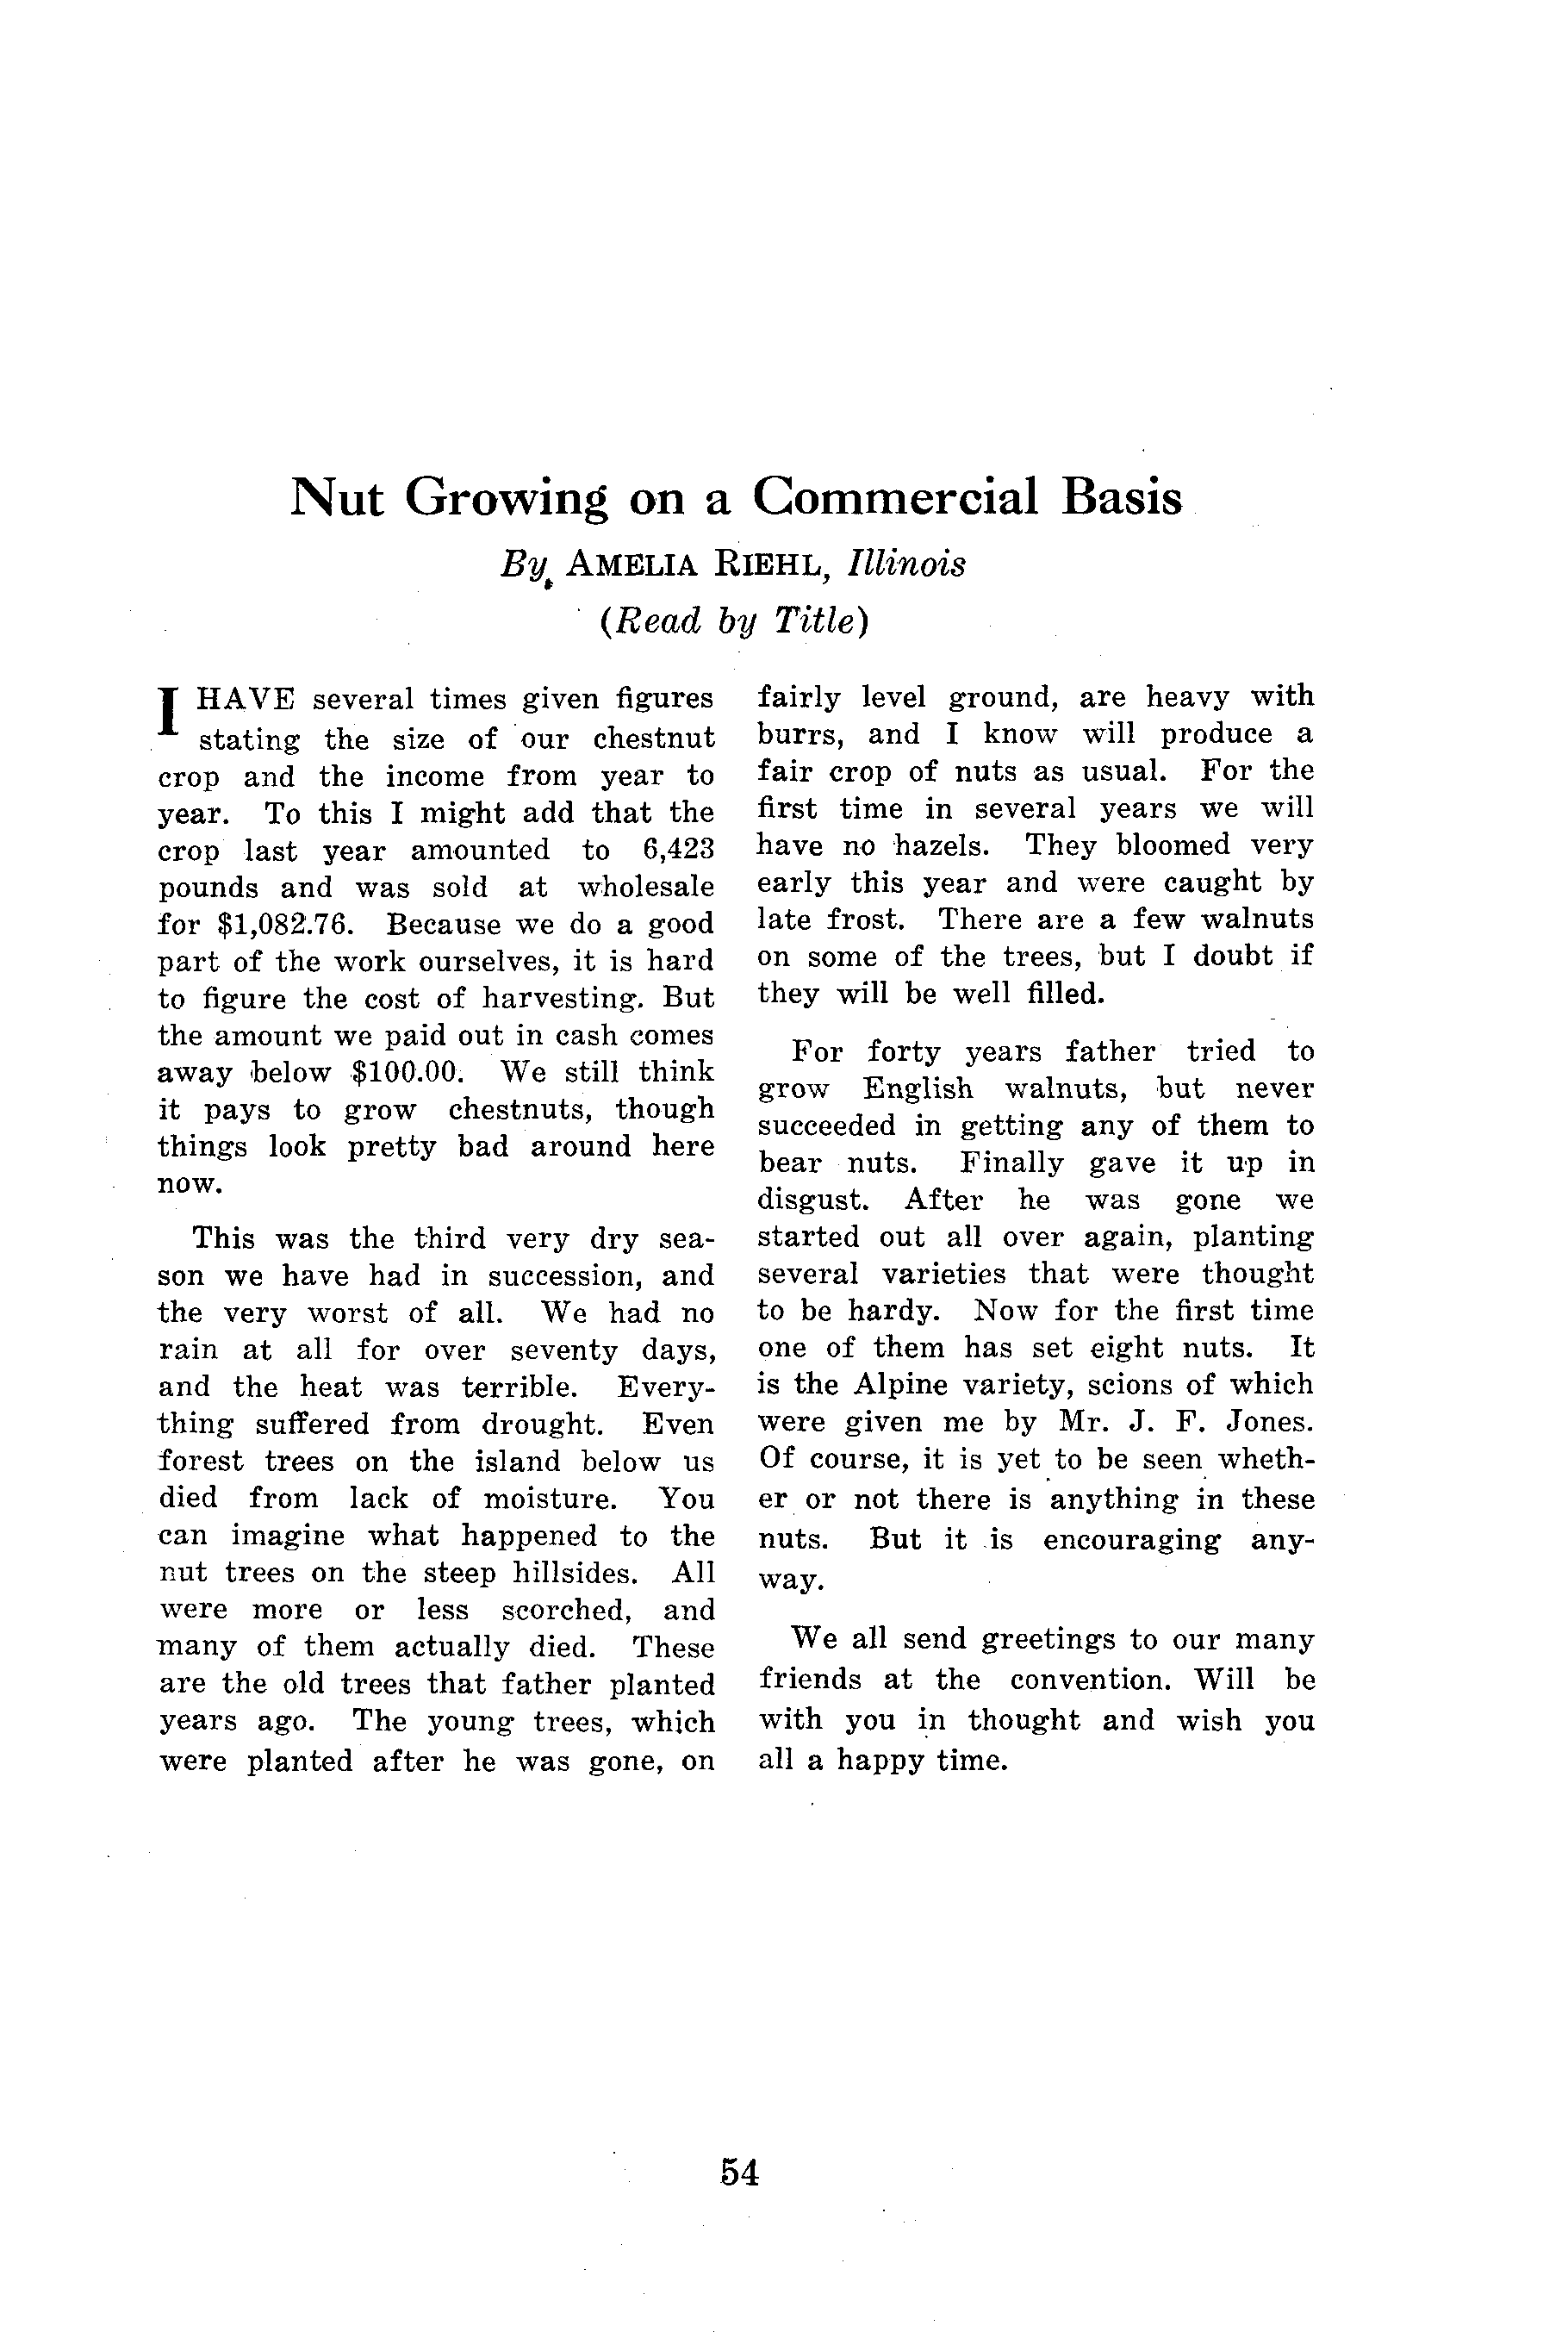 Nut Growing on a Commercial Basis
By AMELIA RIEHL, Illinois
(Read by Title)
I HAVE several times given figures
stating the size of our chestnut
crop and the income from year to
year. To this I might add that the
crop last year amounted to 6,423
pounds and was sold at wholesale
for $1,082.76. Because we do a good
part of the work ourselves, it is hard
to figure the cost of harvesting. But
the amount we paid out in cash comes
away below $100.00. We still think
it pays to grow chestnuts, though
things look pretty bad around here
now.
This was the third very dry sea-
son we have had in succession, and
the very worst of all. We had no
rain at all for over seventy days,
and the heat was terrible. Every-
thing suffered from drought. Even
forest trees on the island below us
died from lack of moisture. You
can imagine what happened to the
nut trees on the steep hillsides. All
were more or less scorched, and
many of them actually died. These
are the old trees that father planted
years ago. The young trees, which
were planted after he was gone, on
fairly level ground, are heavy with
burrs, and I know will produce a
fair crop of nuts as usual. For the
first time in several years we will
have no hazels. They bloomed very
early this year and were caught by
late frost. There are a few walnuts
on some of the trees, but I doubt if
they will be well filled.
For forty years father tried to
grow English walnuts, but never
succeeded in getting any of them to
bear nuts. Finally gave it up in
disgust. After he was gone we
started out all over again, planting
several varieties that were thought
to be hardy. Now for the first time
one of them has set eight nuts. It
is the Alpine variety, scions of which
were given me by Mr. J. F. Jones.
Of course, it is yet to be seen wheth-
er or not there is anything in these
nuts. But it is encouraging any-
way.
We all send greetings to our many
friends at the convention. Will be
with you in thought and wish you
all a happy time.
54